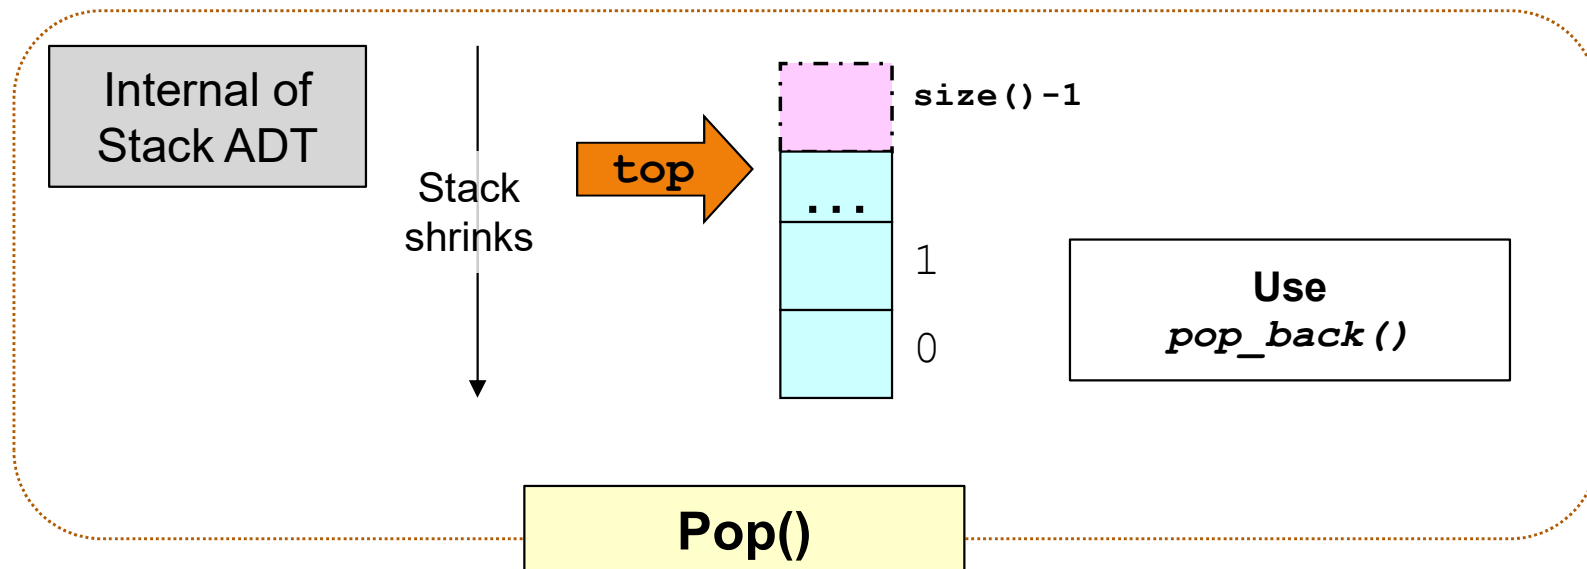 Internal of
Stack ADT
Stack
shrinks
top
size()-1
...
1
0
Use
pop_back()
Pop()